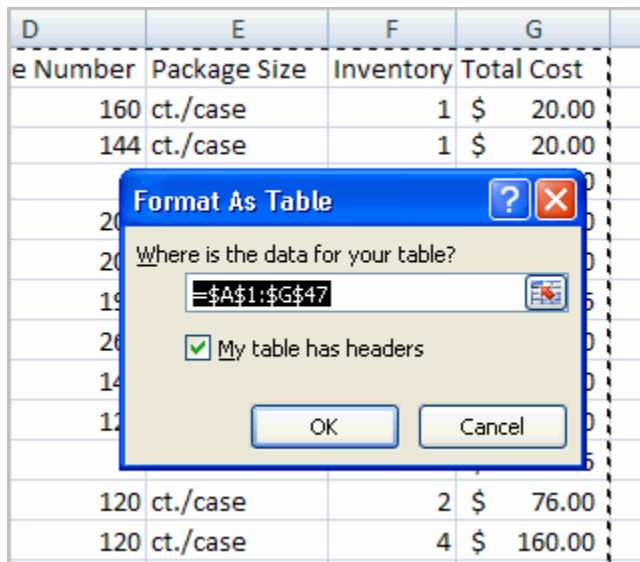 D E F G
e Number Package Size Inventory Total Cost
160 ct./case 1 $ 20.00
144 ct./case 1 $ 20.00
Format As Table ?
Where is the data for your table?
=$A$1:$G$47
My table has headers
OK Cancel
120 ct./case 2 $ 76.00
120 ct./case 4 $ 160.00